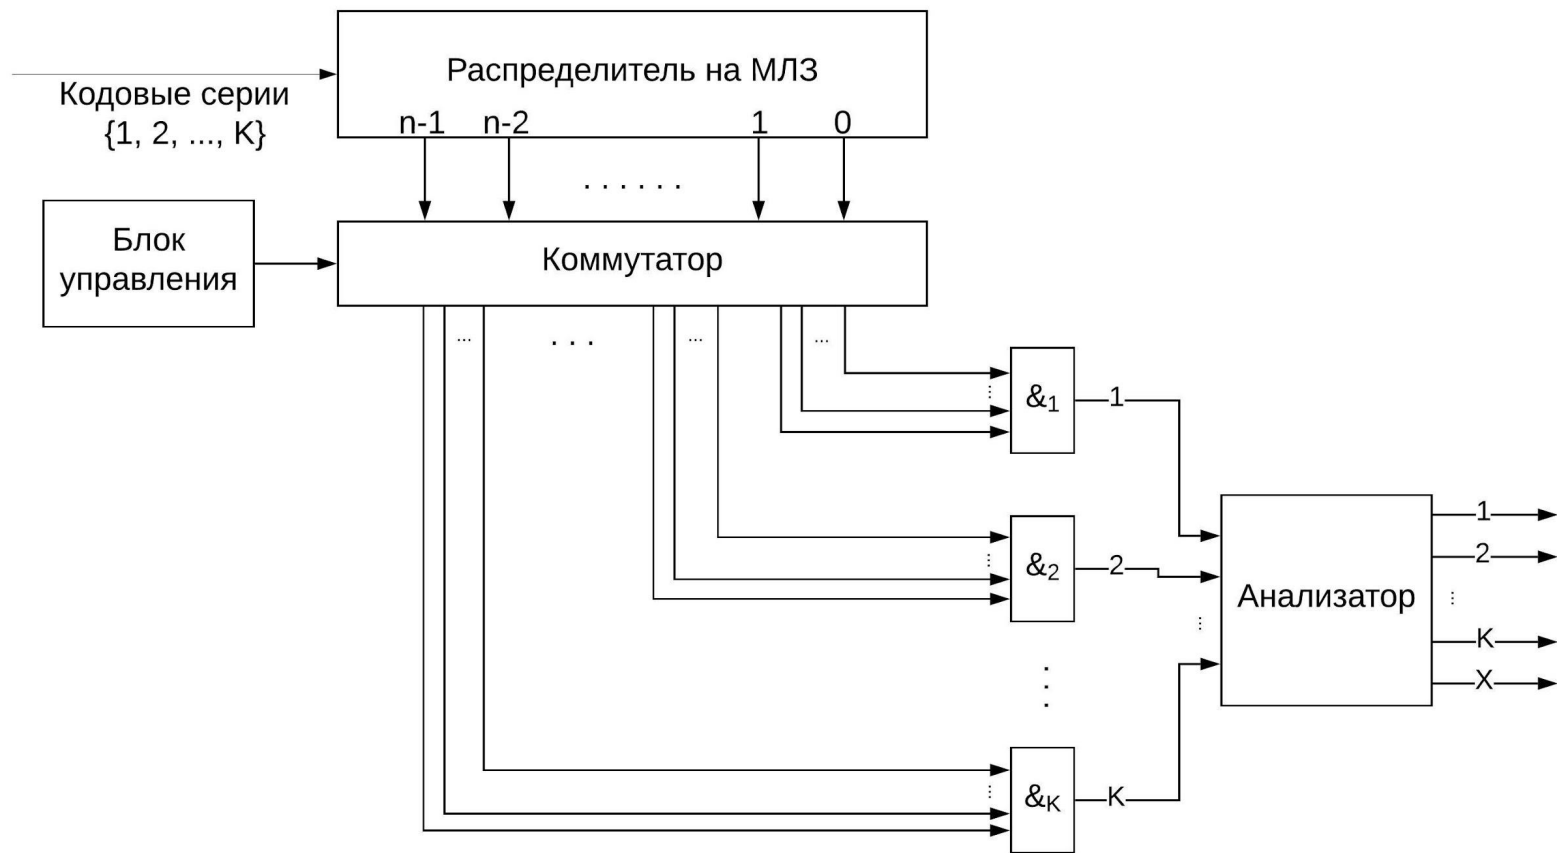 Распределитель на МЛЗ
Кодовые серии
{1, 2, ..., K}
n-1 n-2 1 0
. . . . . .
Блок
управления
Коммутатор
... . . . ... ...
&1
1
&2
2
&K
K
Анализатор
1
2
K
X